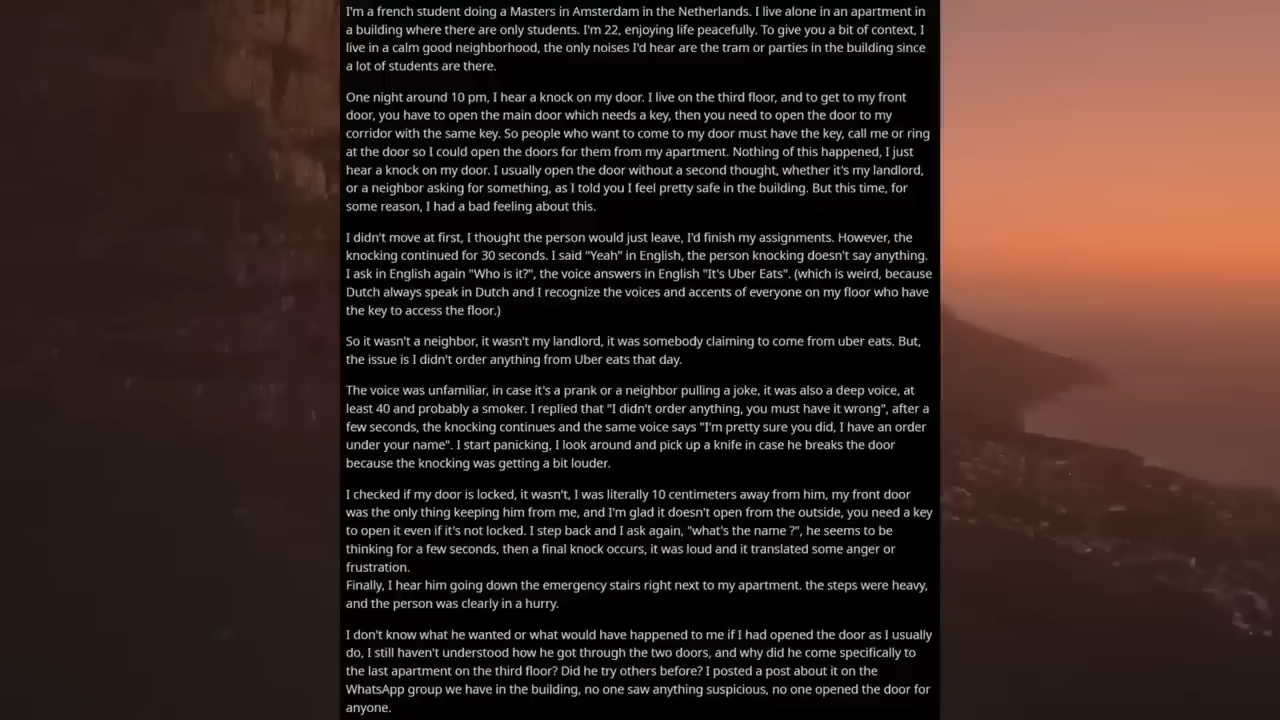 I'm a french student doing a Masters in Amsterdam in the Netherlands. I live alone in an apartment in
a building where there are only students. I'm 22, enjoying life peacefully. To give you a bit of context, I
live in a calm good neighborhood, the only noises I'd hear are the tram or parties in the building since
a lot of students are there.
One night around 10 pm, I hear a knock on my door. I live on the third floor, and to get to my front
door, you have to open the main door which needs a key, then you need to open the door to my
corridor with the same key. So people who want to come to my door must have the key, call me or ring
at the door so I could open the doors for them from my apartment. Nothing of this happened, I just
hear a knock on my door. I usually open the door without a second thought, whether it's my landlord,
or a neighbor asking for something, as I told you I feel pretty safe in the building. But this time, for
some reason, I had a bad feeling about this.
I didn't move at first, I thought the person would just leave, I'd finish my assignments. However, the
knocking continued for 30 seconds. I said "Yeah" in English, the person knocking doesn't say anything.
I ask in English again "Who is it?", the voice answers in English "It's Uber Eats". (which is weird, because
Dutch always speak in Dutch and I recognize the voices and accents of everyone on my floor who have
the key to access the floor.)
So it wasn't a neighbor, it wasn't my landlord, it was somebody claiming to come from uber eats. But,
the issue is I didn't order anything from Uber eats that day.
The voice was unfamiliar, in case it's a prank or a neighbor pulling a joke, it was also a deep voice, at
least 40 and probably a smoker. I replied that "I didn't order anything, you must have it wrong", after a
few seconds, the knocking continues and the same voice says "I'm pretty sure you did, I have an order
under your name". I start panicking, I look around and pick up a knife in case he breaks the door
because the knocking was getting a bit louder.
I checked if my door is locked, it wasn't, I was literally 10 centimeters away from him, my front door
was the only thing keeping him from me, and I'm glad it doesn't open from the outside, you need a key
to open it even if it's not locked. I step back and I ask again, "what's the name ?", he seems to be
thinking for a few seconds, then a final knock occurs, it was loud and it translated some anger or
frustration.
Finally, I hear him going down the emergency stairs right next to my apartment. the steps were heavy,
and the person was clearly in a hurry.
I don't know what he wanted or what would have happened to me if I had opened the door as I usually
do, I still haven't understood how he got through the two doors, and why did he come specifically to
the last apartment on the third floor? Did he try others before? I posted a post about it on the
WhatsApp group we have in the building, no one saw anything suspicious, no one opened the door for
anyone.